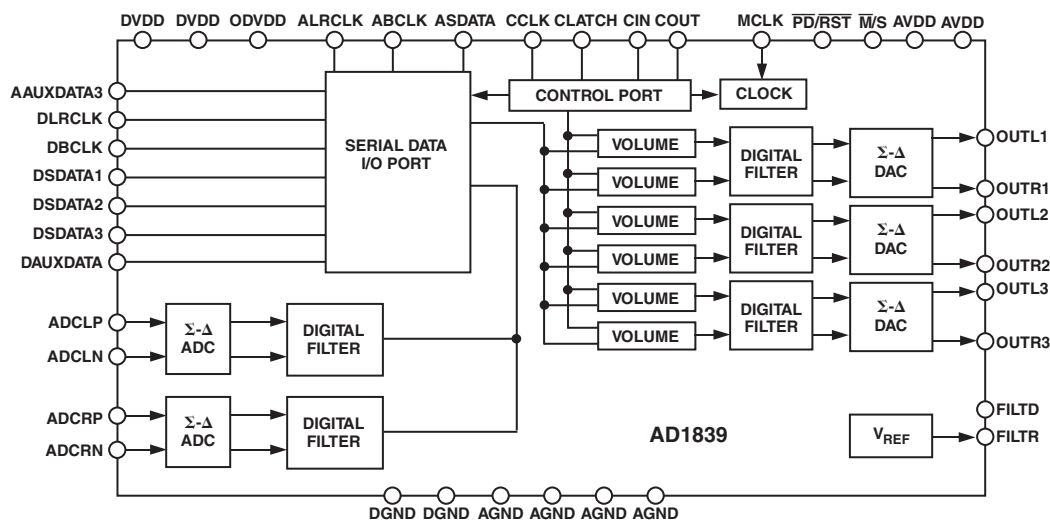 DVDD DVDD ODVDD ALRCLK ABCLK ASDATA CCLK CLATCH CIN COUT MCLK PD/RST M/S AVDD AVDD
AAUXDATA3
DLRCLK
DBCLK
DSDATA1
DSDATA2
DSDATA3
DAUXDATA
SERIAL DATA
I/O PORT
CONTROL PORT
CLOCK
VOLUME
VOLUME
VOLUME
VOLUME
VOLUME
VOLUME
DIGITAL
FILTER
DIGITAL
FILTER
DIGITAL
FILTER
Σ-Δ
DAC
Σ-Δ
DAC
Σ-Δ
DAC
OUTL1
OUTR1
OUTL2
OUTR2
OUTL3
OUTR3
ADCLP
ADCLN
Σ-Δ
ADC
DIGITAL
FILTER
ADCRP
ADCRN
Σ-Δ
ADC
DIGITAL
FILTER
AD1839
VREF
FILTD
FILTR
DGND DGND AGND AGND AGND AGND